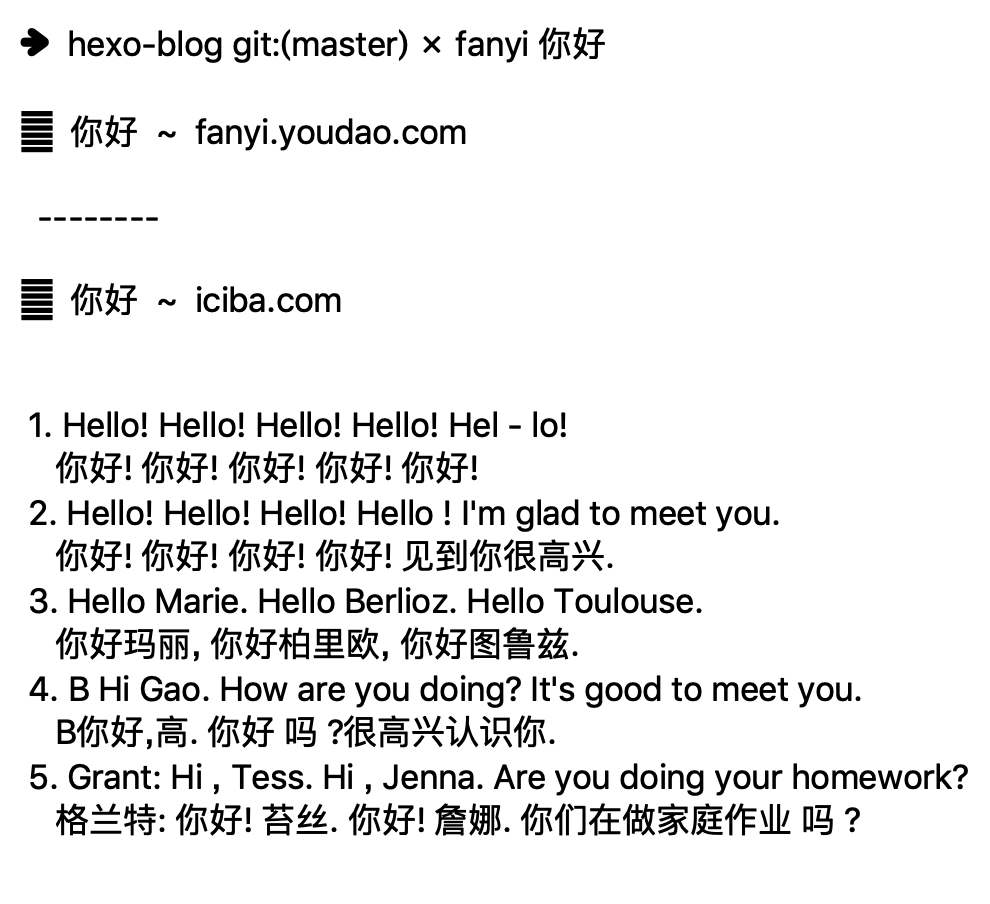 ➜ hexo-blog git:(master) × fanyi 你好
䷀ 你好 ~ fanyi.youdao.com
--------
䷀ 你好 ~ iciba.com
1. Hello! Hello! Hello! Hello! Hel - lo!
你好! 你好! 你好! 你好! 你好!
2. Hello! Hello! Hello! Hello ! I'm glad to meet you.
你好! 你好! 你好! 你好! 见到你很高兴.
3. Hello Marie. Hello Berlioz. Hello Toulouse.
你好玛丽, 你好柏里欧, 你好图鲁兹.
4. B Hi Gao. How are you doing? It's good to meet you.
B你好,高. 你好 吗 ?很高兴认识你.
5. Grant: Hi , Tess. Hi , Jenna. Are you doing your homework?
格兰特: 你好! 苔丝. 你好! 詹娜. 你们在做家庭作业 吗 ?